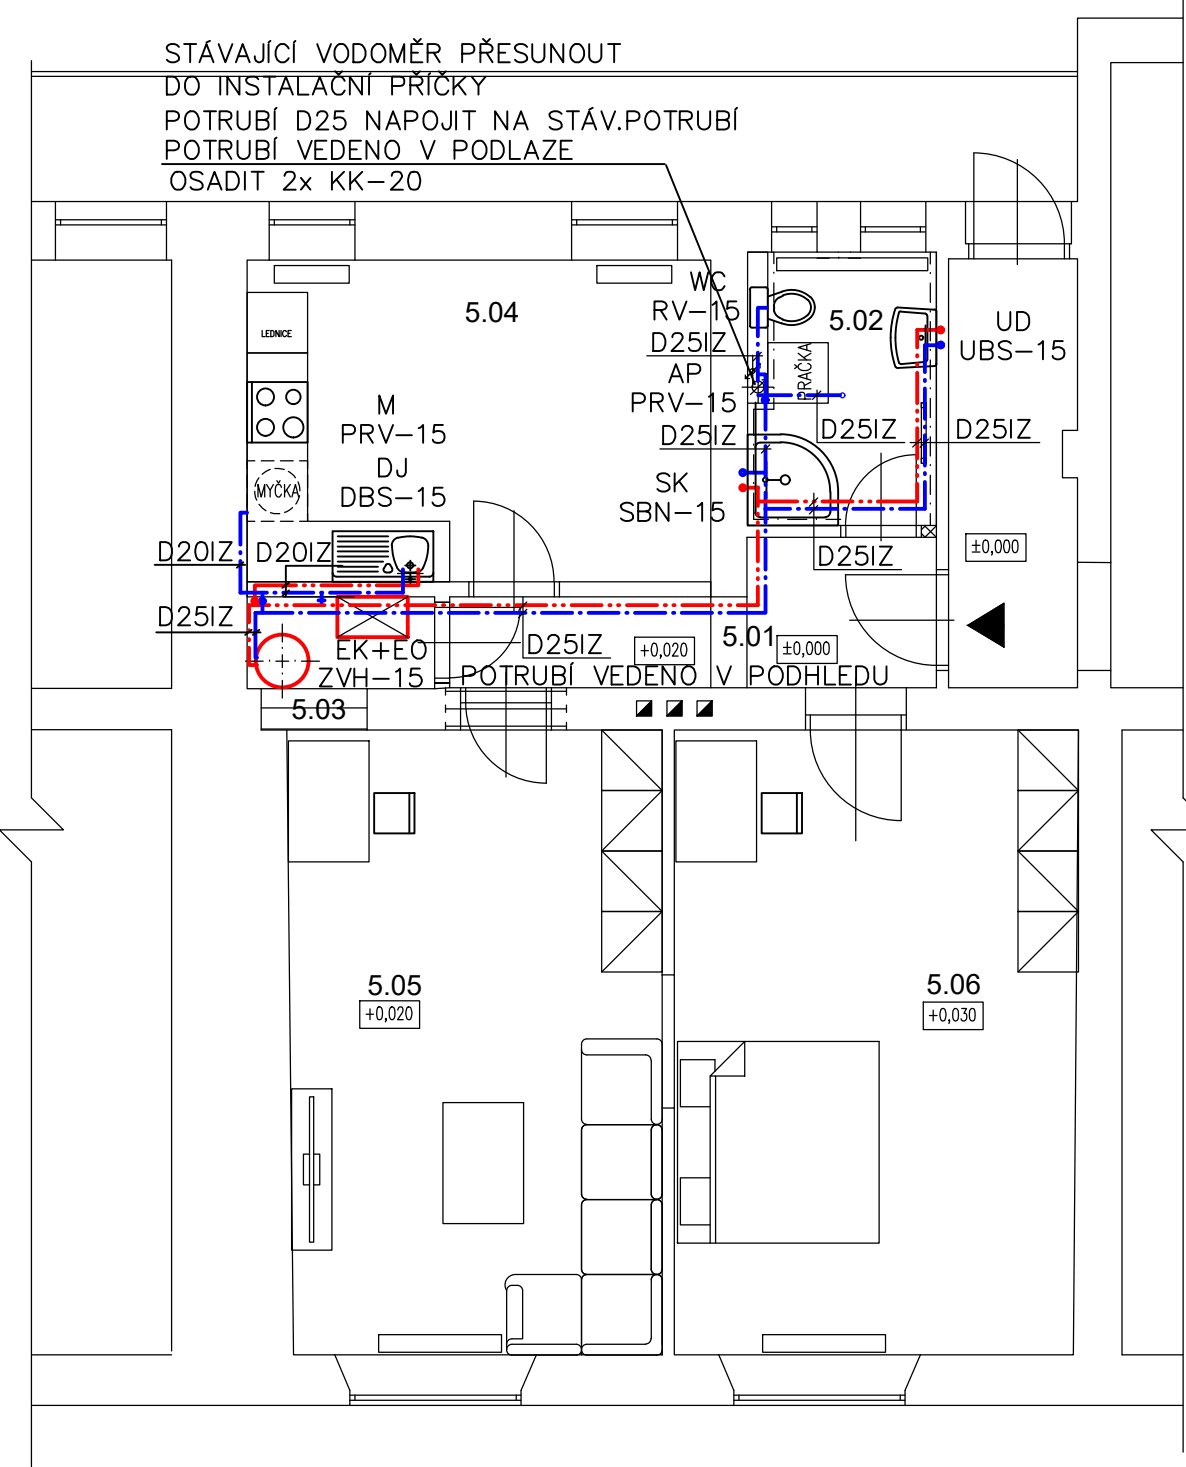 STÁVAJÍCÍ VODOMĚR PŘESUNOUT
DO INSTALAČNÍ PŘÍČKY
POTRUBÍ D25 NAPOJIT NA STÁV.POTRUBÍ
POTRUBÍ VEDENO V PODLAZE
OSADIT 2x KK-20
WC
RV-15
D25IZ
AP
PRV-15
D25IZ
SK
SBN-15
5.04
LEDNICE
M
PRV-15
DJ
DBS-15
MYČKA
D20IZ
D20IZ
D25IZ
5.02
PRAČKA
UD
UBS-15
D25IZ
D25IZ
D25IZ
±0,000
EK+EO
ZVH-15
D25IZ
5.01
+0,020
±0,000
POTRUBÍ VEDENO V PODHLEDU
5.03
5.05
+0,020
5.06
+0,030